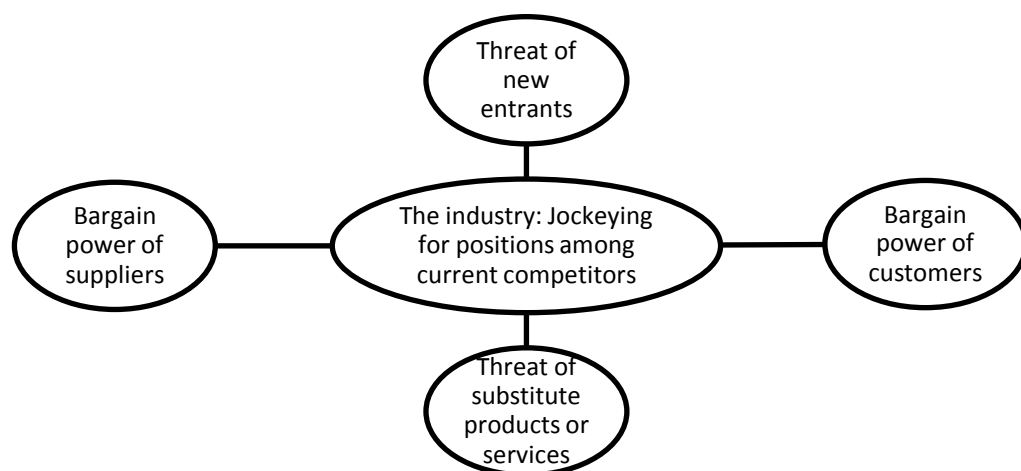 Threat of
new
entrants
Bargain
power of
suppliers
The industry: Jockeying
for positions among
current competitors
Bargain
power of
customers
Threat of
substitute
products or
services